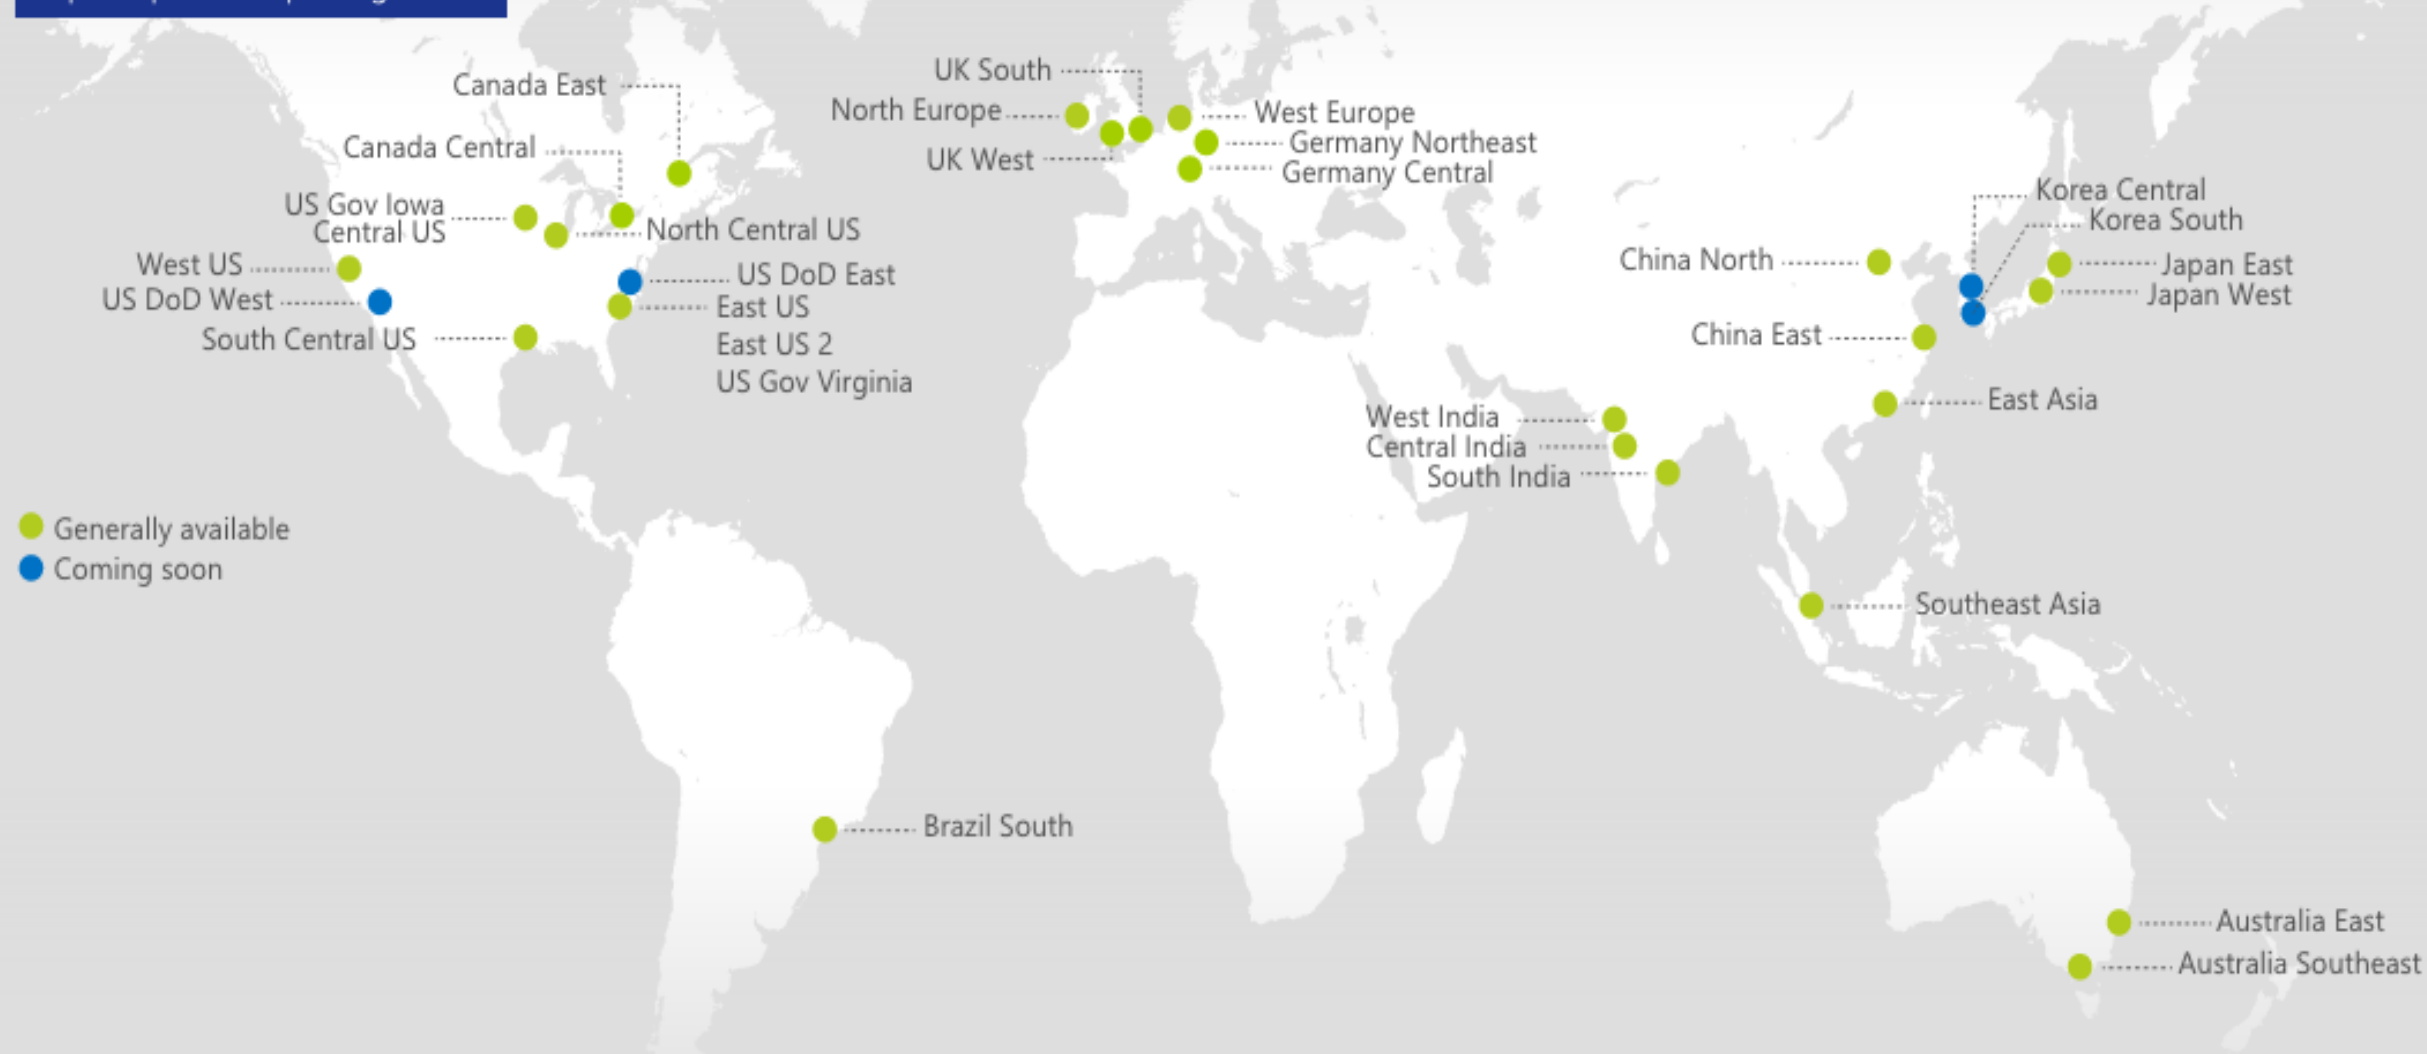 Canada East
Canada Central
US Gov Iowa
Central US
North Central US
West US
US DoD West
South Central US
US DoD East
East US
East US 2
US Gov Virginia
UK South
North Europe
UK West
West Europe
Germany Northeast
Germany Central
Korea Central
Korea South
China North
Japan East
Japan West
China East
East Asia
West India
Central India
South India
Generally available
Coming soon
Southeast Asia
Brazil South
Australia East
Australia Southeast